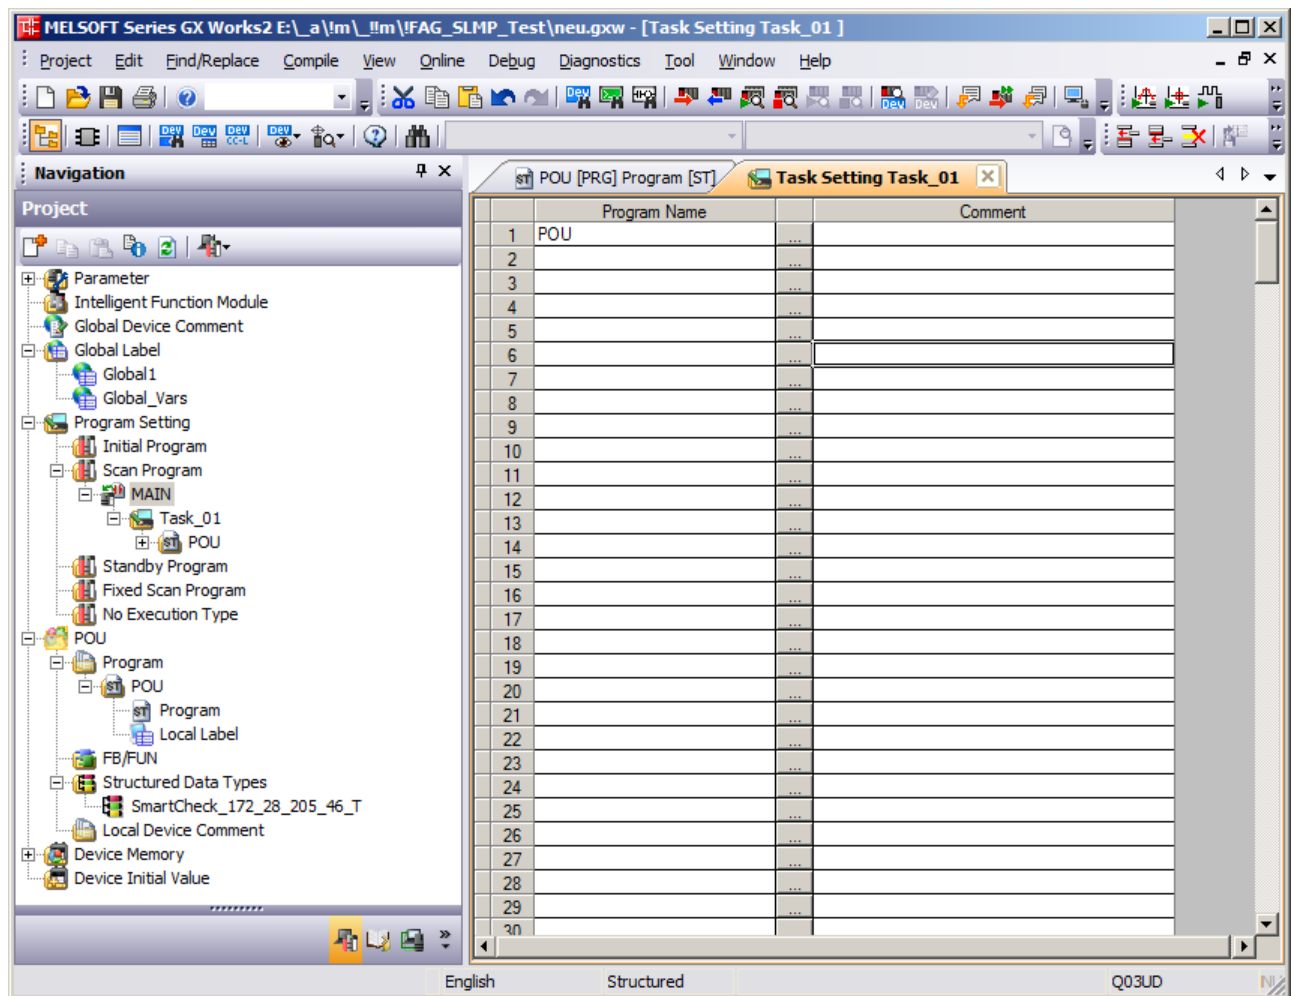 MELSOFT Series GX Works2 E:\_a\!m\_!!m\!FAG_SLMP_Test\neu.gxw - [Task Setting Task_01 ]
Project Edit Find/Replace Compile View Online Debug Diagnostics Tool Window Help
Navigation
Project
Parameter
Intelligent Function Module
Global Device Comment
Global Label
Global1
Global_Vars
Program Setting
Initial Program
Scan Program
MAIN
Task_01
POU
Standby Program
Fixed Scan Program
No Execution Type
POU
Program
POU
Program
Local Label
FB/FUN
Structured Data Types
SmartCheck_172_28_205_46_T
Local Device Comment
Device Memory
Device Initial Value
POU [PRG] Program [ST] Task Setting Task_01
Program Name Comment
1 POU ...
2 ...
3 ...
4 ...
5 ...
6 ...
7 ...
8 ...
9 ...
10 ...
11 ...
12 ...
13 ...
14 ...
15 ...
16 ...
17 ...
18 ...
19 ...
20 ...
21 ...
22 ...
23 ...
24 ...
25 ...
26 ...
27 ...
28 ...
29 ...
30
English Structured Q03UD